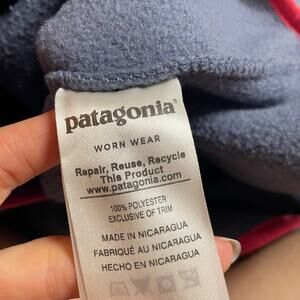 patagonia®
WORN WEAR
Repair, Reuse, Recycle
This Product
www.patagonia.com
100% POLYESTER
EXCLUSIVE OF TRIM
MADE IN NICARAGUA
FABRIQUÉ AU NICARAGUA
HECHO EN NICARAGUA